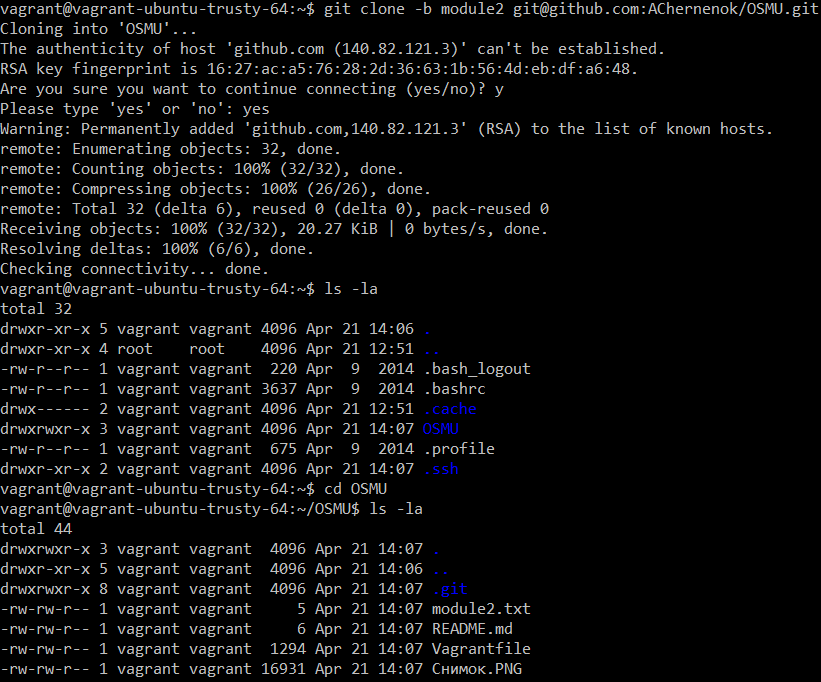 vagrant@vagrant-ubuntu-trusty-64:~$ git clone -b module2 git@github.com:AChernenok/OSMU.git
Cloning into 'OSMU'...
The authenticity of host 'github.com (140.82.121.3)' can't be established.
RSA key fingerprint is 16:27:ac:a5:76:28:2d:36:63:1b:56:4d:eb:df:a6:48.
Are you sure you want to continue connecting (yes/no)? y
Please type 'yes' or 'no': yes
Warning: Permanently added 'github.com,140.82.121.3' (RSA) to the list of known hosts.
remote: Enumerating objects: 32, done.
remote: Counting objects: 100% (32/32), done.
remote: Compressing objects: 100% (26/26), done.
remote: Total 32 (delta 6), reused 0 (delta 0), pack-reused 0
Receiving objects: 100% (32/32), 20.27 KiB | 0 bytes/s, done.
Resolving deltas: 100% (6/6), done.
Checking connectivity... done.
vagrant@vagrant-ubuntu-trusty-64:~$ ls -la
total 32
drwxr-xr-x 5 vagrant vagrant 4096 Apr 21 14:06 .
drwxr-xr-x 4 root    root    4096 Apr 21 12:51 ..
-rw-r--r-- 1 vagrant vagrant  220 Apr  9  2014 .bash_logout
-rw-r--r-- 1 vagrant vagrant 3637 Apr  9  2014 .bashrc
drwx------ 2 vagrant vagrant 4096 Apr 21 12:51 .cache
drwxrwxr-x 3 vagrant vagrant 4096 Apr 21 14:07 OSMU
-rw-r--r-- 1 vagrant vagrant  675 Apr  9  2014 .profile
drwxr-xr-x 2 vagrant vagrant 4096 Apr 21 14:07 .ssh
vagrant@vagrant-ubuntu-trusty-64:~$ cd OSMU
vagrant@vagrant-ubuntu-trusty-64:~/OSMU$ ls -la
total 44
drwxrwxr-x 3 vagrant vagrant  4096 Apr 21 14:07 .
drwxr-xr-x 5 vagrant vagrant  4096 Apr 21 14:06 ..
drwxrwxr-x 8 vagrant vagrant  4096 Apr 21 14:07 .git
-rw-rw-r-- 1 vagrant vagrant     5 Apr 21 14:07 module2.txt
-rw-rw-r-- 1 vagrant vagrant     6 Apr 21 14:07 README.md
-rw-rw-r-- 1 vagrant vagrant  1294 Apr 21 14:07 Vagrantfile
-rw-rw-r-- 1 vagrant vagrant 16931 Apr 21 14:07 Снимок.PNG